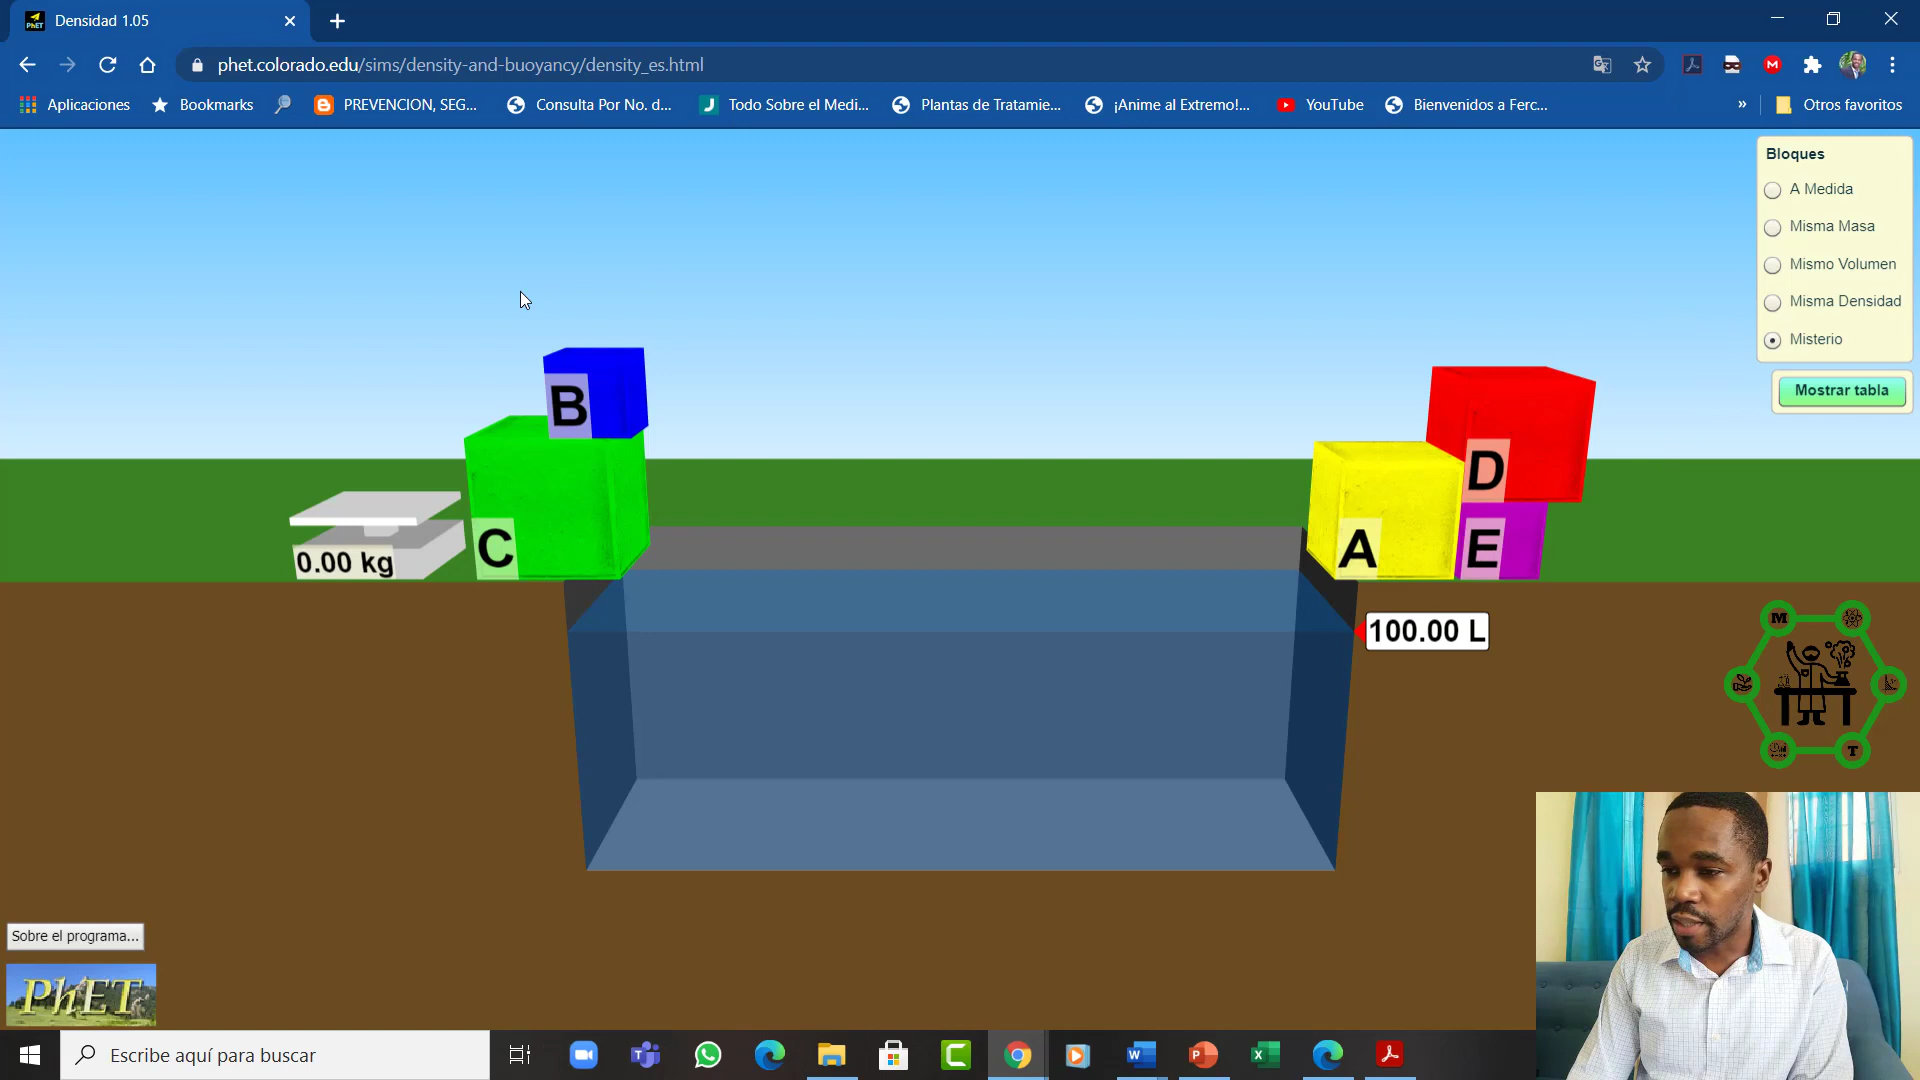 Densidad 1.05
phet.colorado.edu/sims/density-and-buoyancy/density_es.html
Aplicaciones
Bookmarks
PREVENCION, SEG...
Consulta Por No. d...
Todo Sobre el Medi...
Plantas de Tratamie...
¡Anime al Extremo!...
YouTube
Bienvenidos a Ferc...
»
Otros favoritos
Bloques
A Medida
Misma Masa
Mismo Volumen
Misma Densidad
Misterio
Mostrar tabla
B
C
D
A
E
0.00 kg
100.00 L
M
T
Sobre el programa...
PhET
Escribe aquí para buscar